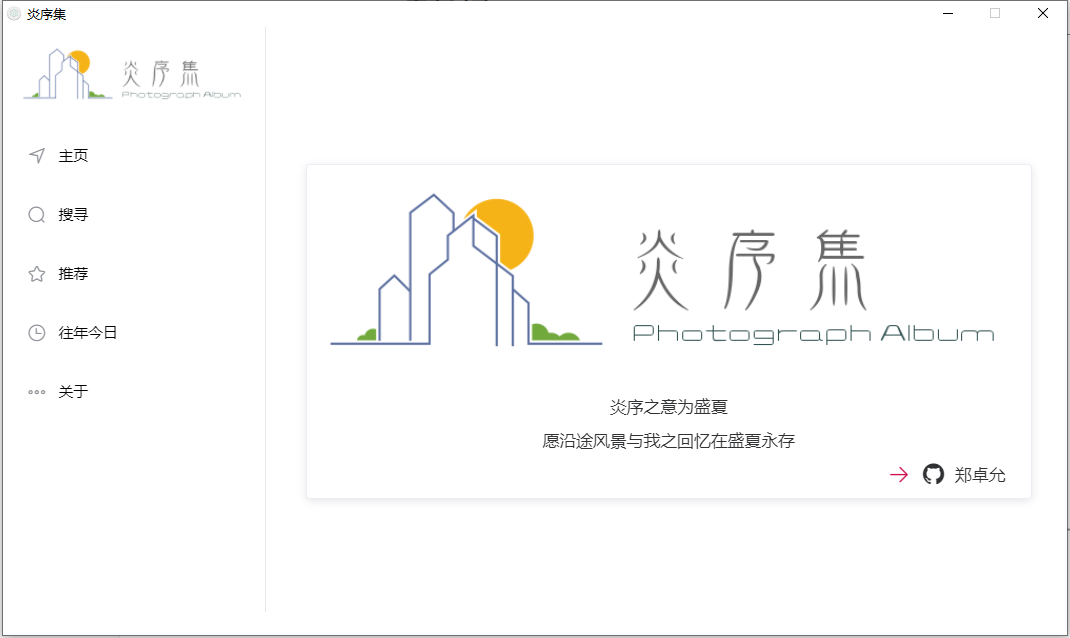 炎序集
炎序集
Photograph Album
主页
搜寻
推荐
往年今日
关于
炎序集
Photograph Album
炎序之意为盛夏
愿沿途风景与我之回忆在盛夏永存
郑卓允